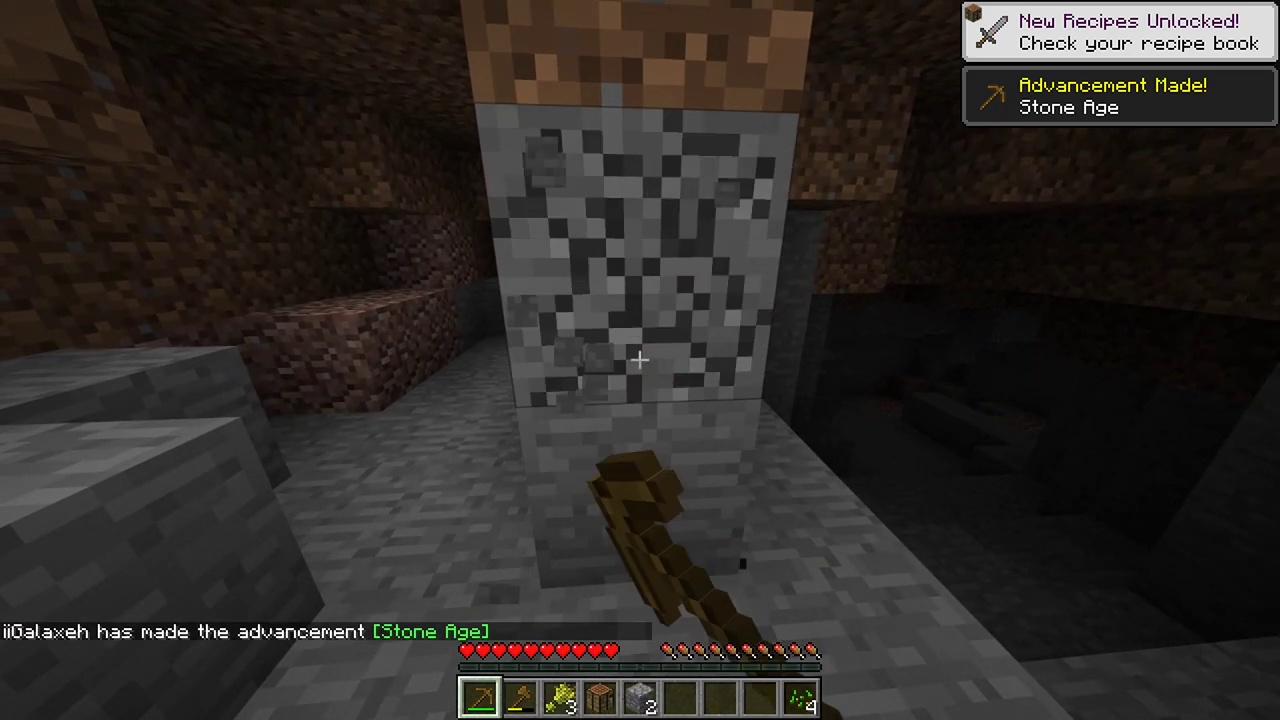 New Recipes Unlocked!
Check your recipe book
Advancement Made!
Stone Age
iiGalaxeh has made the advancement [Stone Age]
3
2
4